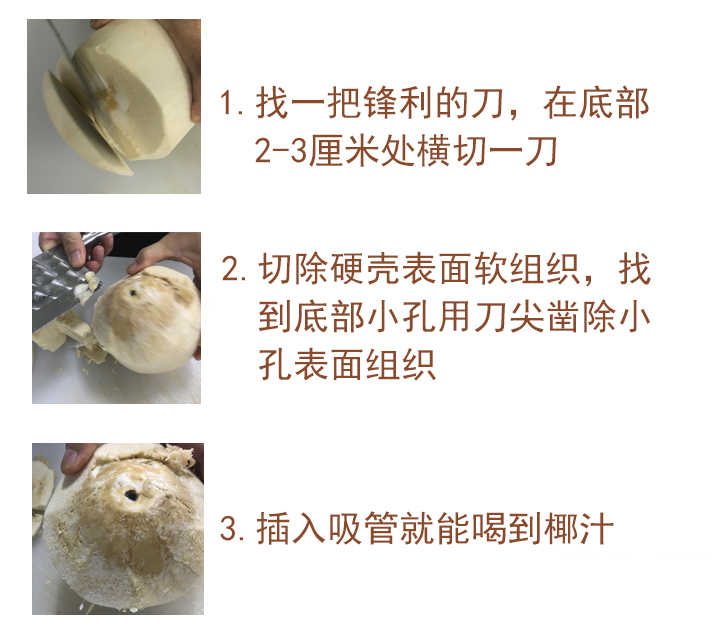 1.找一把锋利的刀，在底部
2-3厘米处横切一刀
2.切除硬壳表面软组织，找
到底部小孔用刀尖凿除小
孔表面组织
3.插入吸管就能喝到椰汁